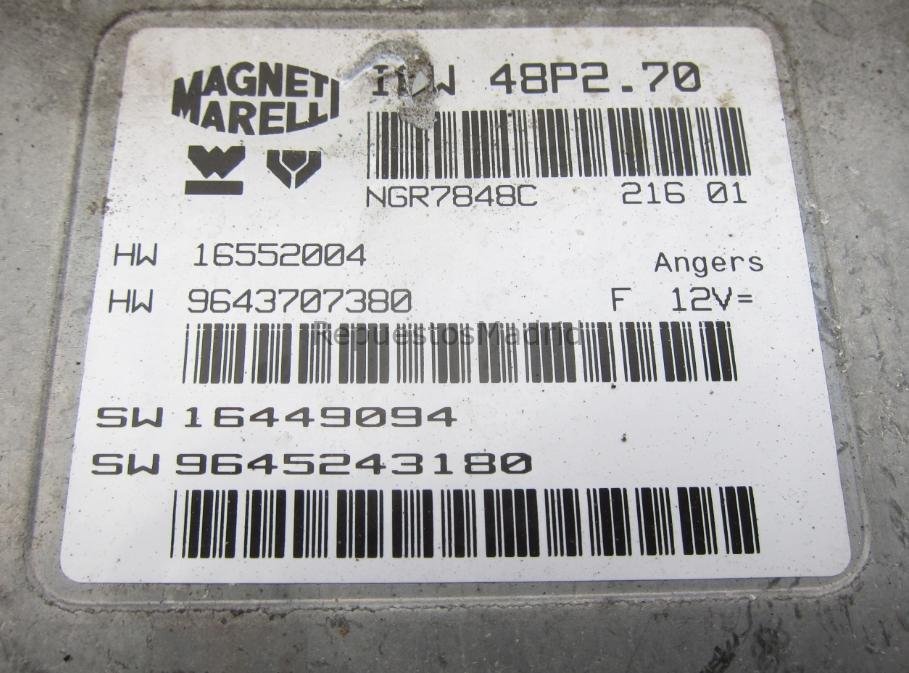 MAGNETI MARELLI
48P2.70
NGR7848C 216 01
HW 16552004 Angers
HW 9643707380 F 12V=
RepuestosMadrid
SW 16449094
SW 9645243180